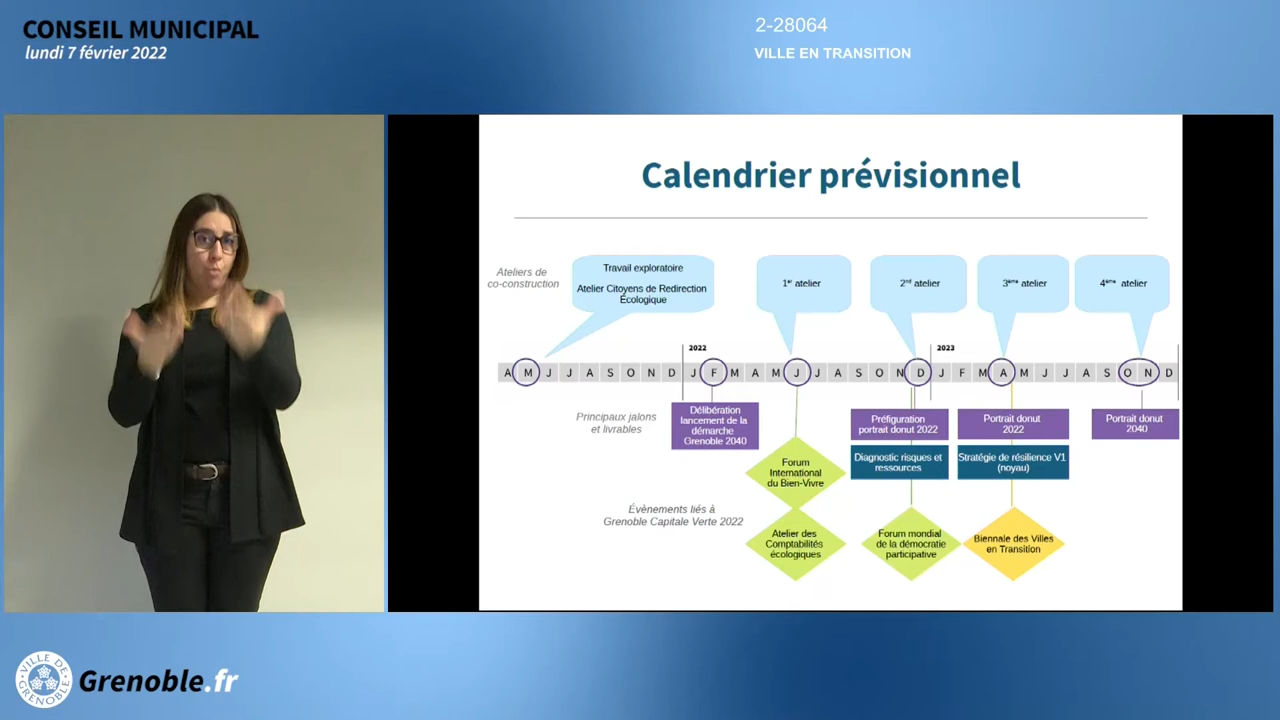 CONSEIL MUNICIPAL
lundi 7 février 2022
2-28064
VILLE EN TRANSITION
Calendrier prévisionnel
Ateliers de
co-construction
Travail exploratoire
Atelier Citoyens de Redirection
Écologique
1er atelier
2nd atelier
3ème atelier
4ème atelier
2022
2023
A M J J A S O N D J F M A M J J A S O N D J F M A M J J A S O N D
Principaux jalons
et livrables
Délibération
lancement de la
démarche
Grenoble 2040
Préfiguration
portrait donut 2022
Portrait donut
2022
Portrait donut
2040
Diagnostic risques et
ressources
Stratégie de résilience V1
(noyau)
Forum
International
du Bien-Vivre
Évènements liés à
Grenoble Capitale Verte 2022
Atelier des
Comptabilités
écologiques
Forum mondial
de la démocratie
participative
Biennale des Villes
en Transition
VILLE DE GRENOBLE
Grenoble.fr